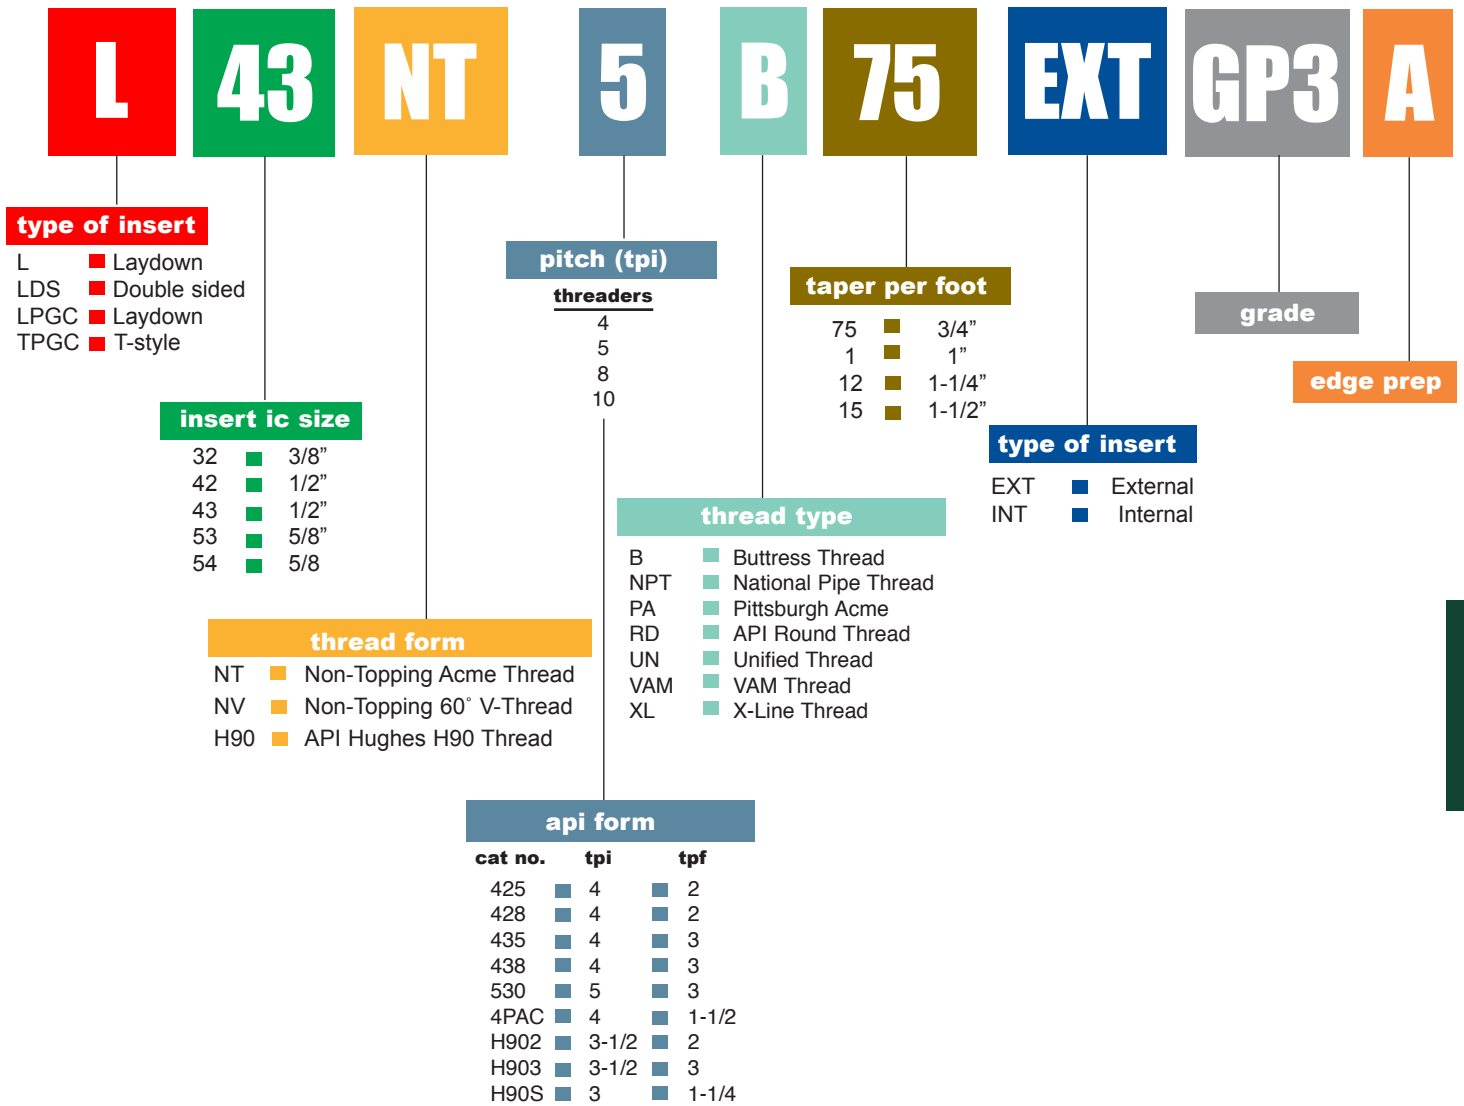 L 43 NT 5 B 75 EXT GP3 A
type of insert
L Laydown
LDS Double sided
LPGC Laydown
TPGC T-style
insert ic size
32 3/8”
42 1/2”
43 1/2”
53 5/8”
54 5/8
thread form
NT Non-Topping Acme Thread
NV Non-Topping 60° V-Thread
H90 API Hughes H90 Thread
pitch (tpi)
threaders
4
5
8
10
api form
cat no. tpi tpf
425 4 2
428 4 2
435 4 3
438 4 3
530 5 3
4PAC 4 1-1/2
H902 3-1/2 2
H903 3-1/2 3
H90S 3 1-1/4
thread type
B Buttress Thread
NPT National Pipe Thread
PA Pittsburgh Acme
RD API Round Thread
UN Unified Thread
VAM VAM Thread
XL X-Line Thread
taper per foot
75 3/4”
1 1”
12 1-1/4”
15 1-1/2”
type of insert
EXT External
INT Internal
grade
edge prep